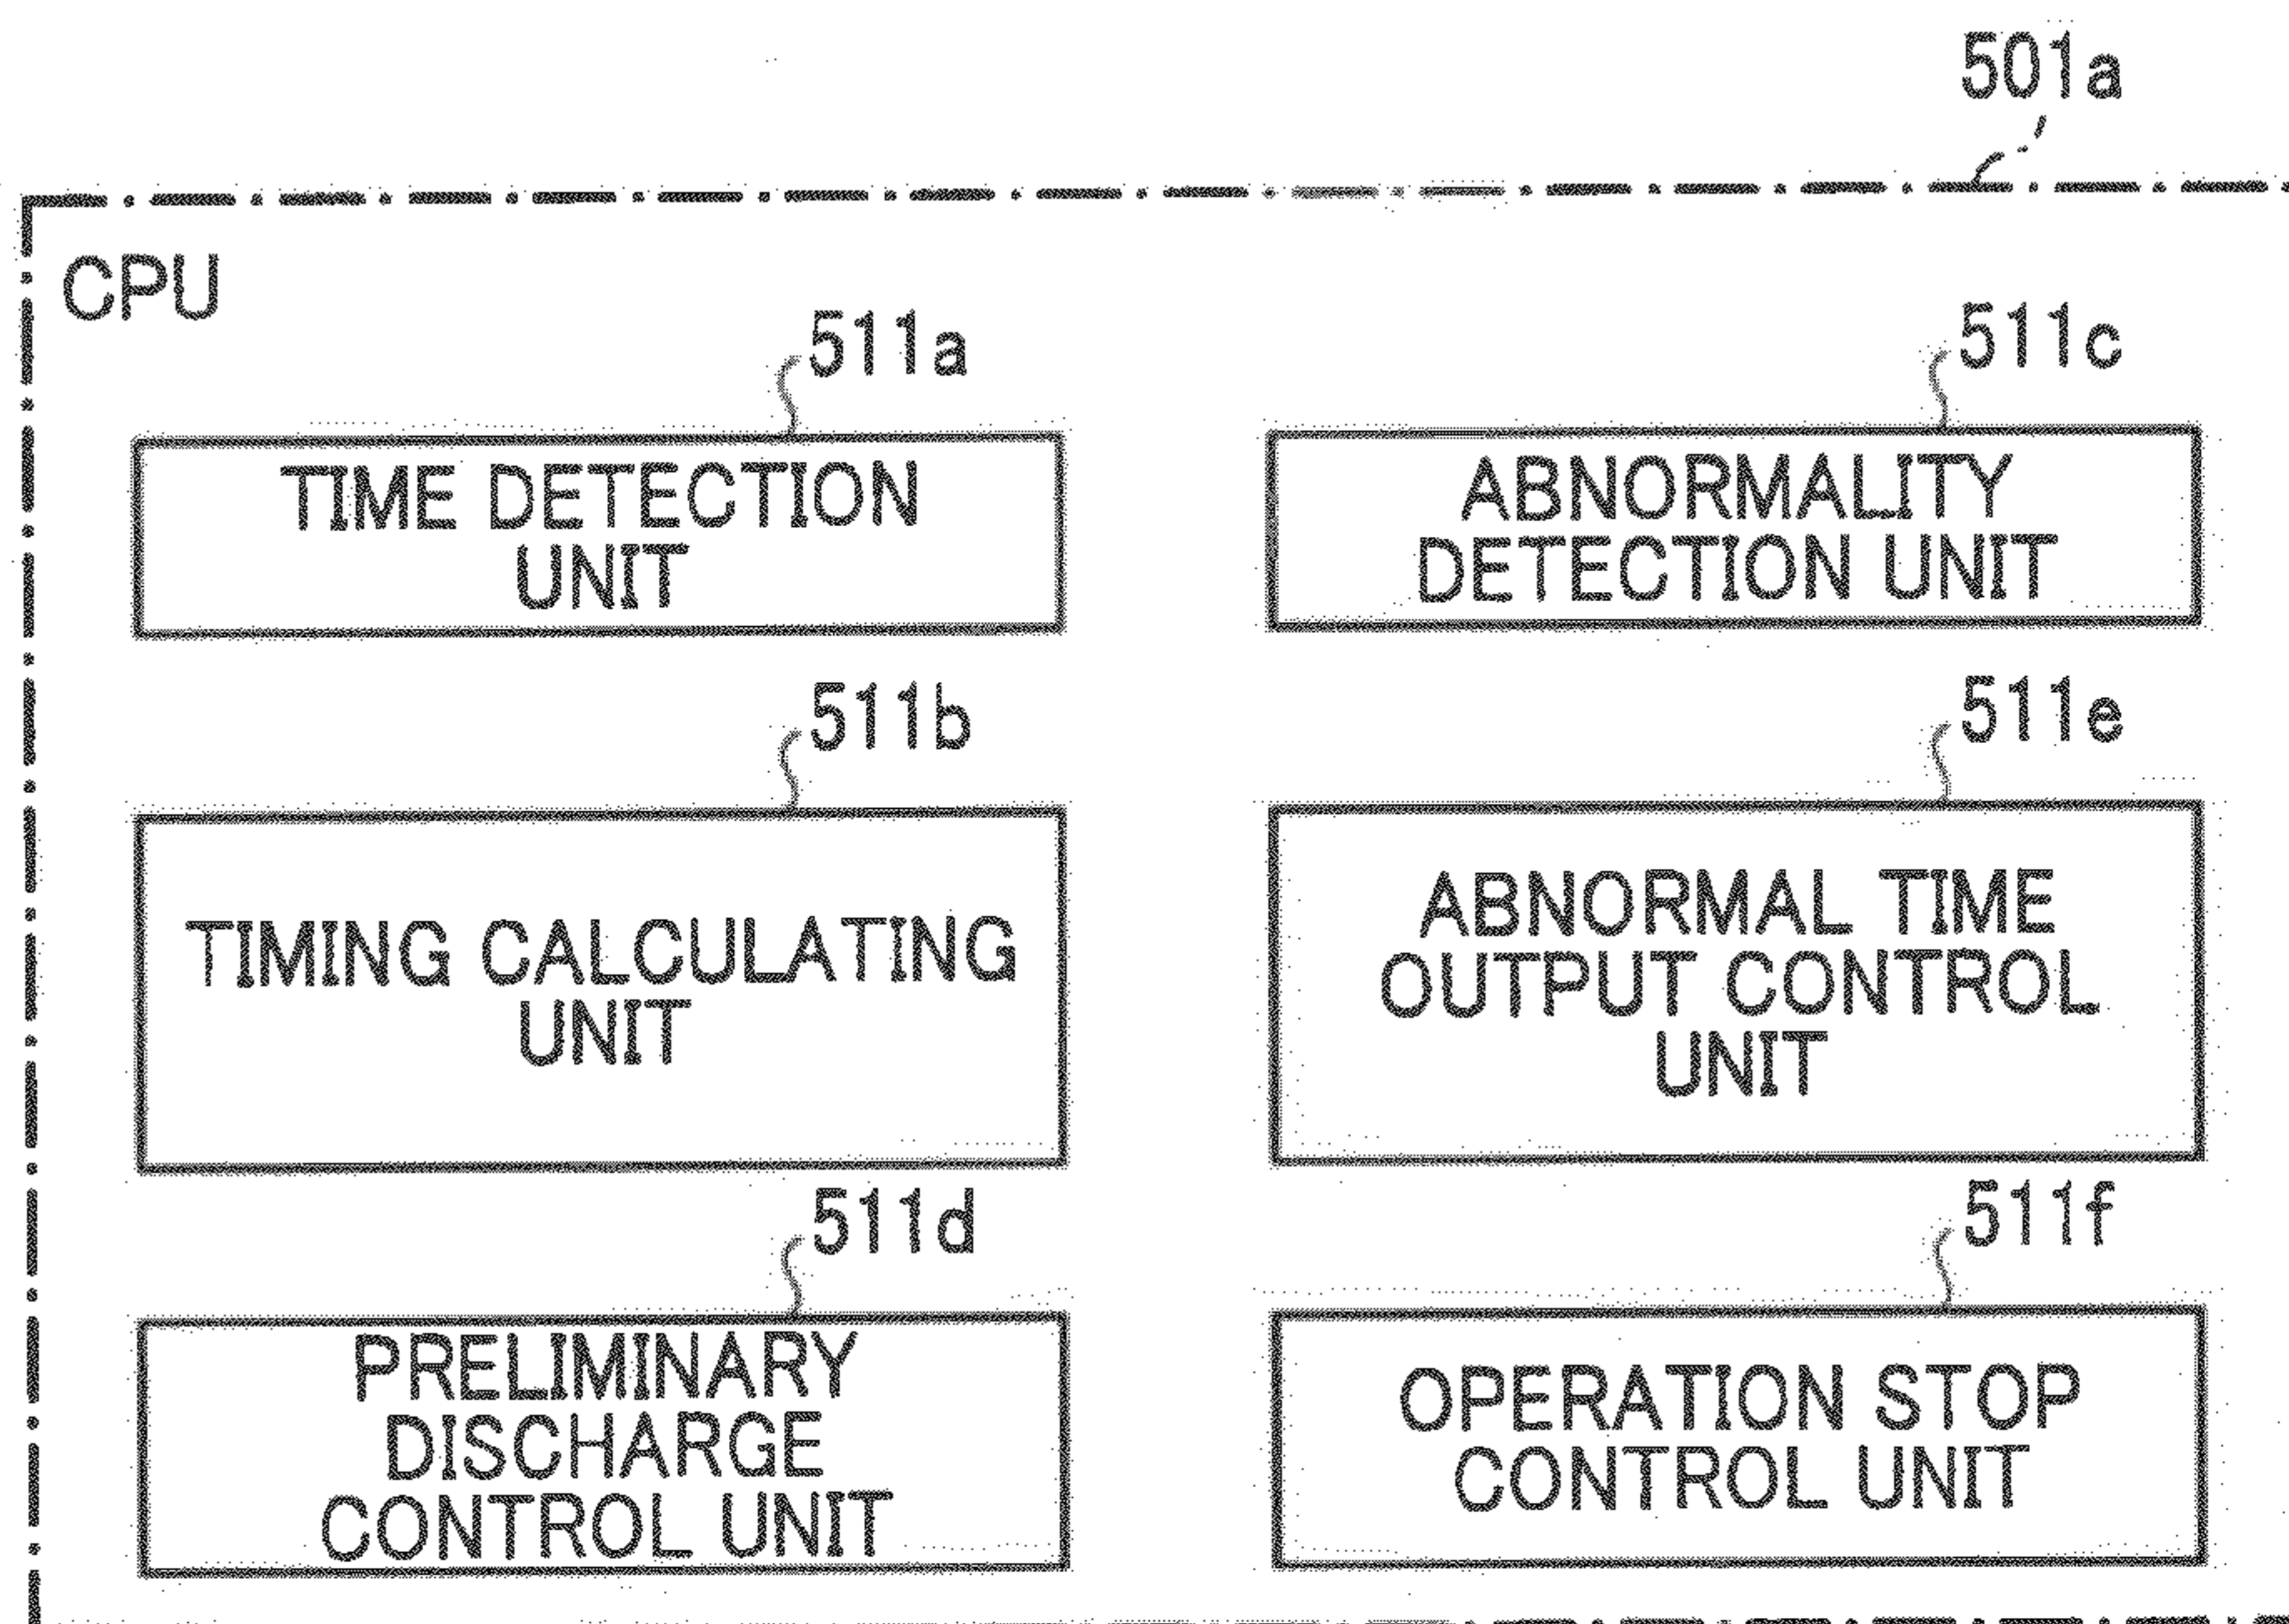 501a
CPU
511a
TIME DETECTION
UNIT
511c
ABNORMALITY
DETECTION UNIT
511b
TIMING CALCULATING
UNIT
511e
ABNORMAL TIME
OUTPUT CONTROL
UNIT
511d
PRELIMINARY
DISCHARGE
CONTROL UNIT
511f
OPERATION STOP
CONTROL UNIT